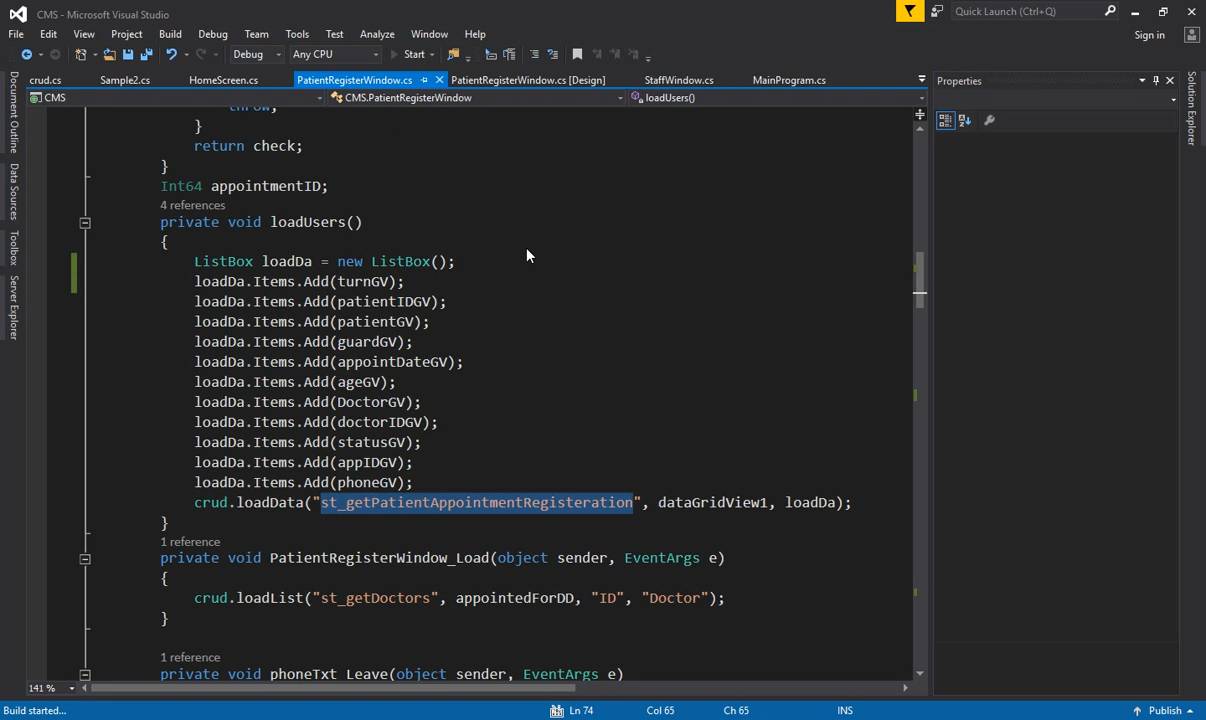 CMS - Microsoft Visual Studio
Quick Launch (Ctrl+Q)
File Edit View Project Build Debug Team Tools Test Analyze Window Help
Sign in
Debug Any CPU Start
crud.cs Sample2.cs HomeScreen.cs PatientRegisterWindow.cs PatientRegisterWindow.cs [Design] StaffWindow.cs MainProgram.cs
CMS CMS.PatientRegisterWindow loadUsers()
throw;
}
return check;
}
Int64 appointmentID;
4 references
private void loadUsers()
{
ListBox loadDa = new ListBox();
loadDa.Items.Add(turnGV);
loadDa.Items.Add(patientIDGV);
loadDa.Items.Add(patientGV);
loadDa.Items.Add(guardGV);
loadDa.Items.Add(appointDateGV);
loadDa.Items.Add(ageGV);
loadDa.Items.Add(DoctorGV);
loadDa.Items.Add(doctorIDGV);
loadDa.Items.Add(statusGV);
loadDa.Items.Add(appIDGV);
loadDa.Items.Add(phoneGV);
crud.loadData("st_getPatientAppointmentRegisteration", dataGridView1, loadDa);
}
1 reference
private void PatientRegisterWindow_Load(object sender, EventArgs e)
{
crud.loadList("st_getDoctors", appointedForDD, "ID", "Doctor");
}
1 reference
private void phoneTxt_Leave(object sender, EventArgs e)
141 %
Document Outline
Data Sources
Toolbox
Server Explorer
Properties
Solution Explorer
Build started...
Ln 74 Col 65 Ch 65 INS Publish